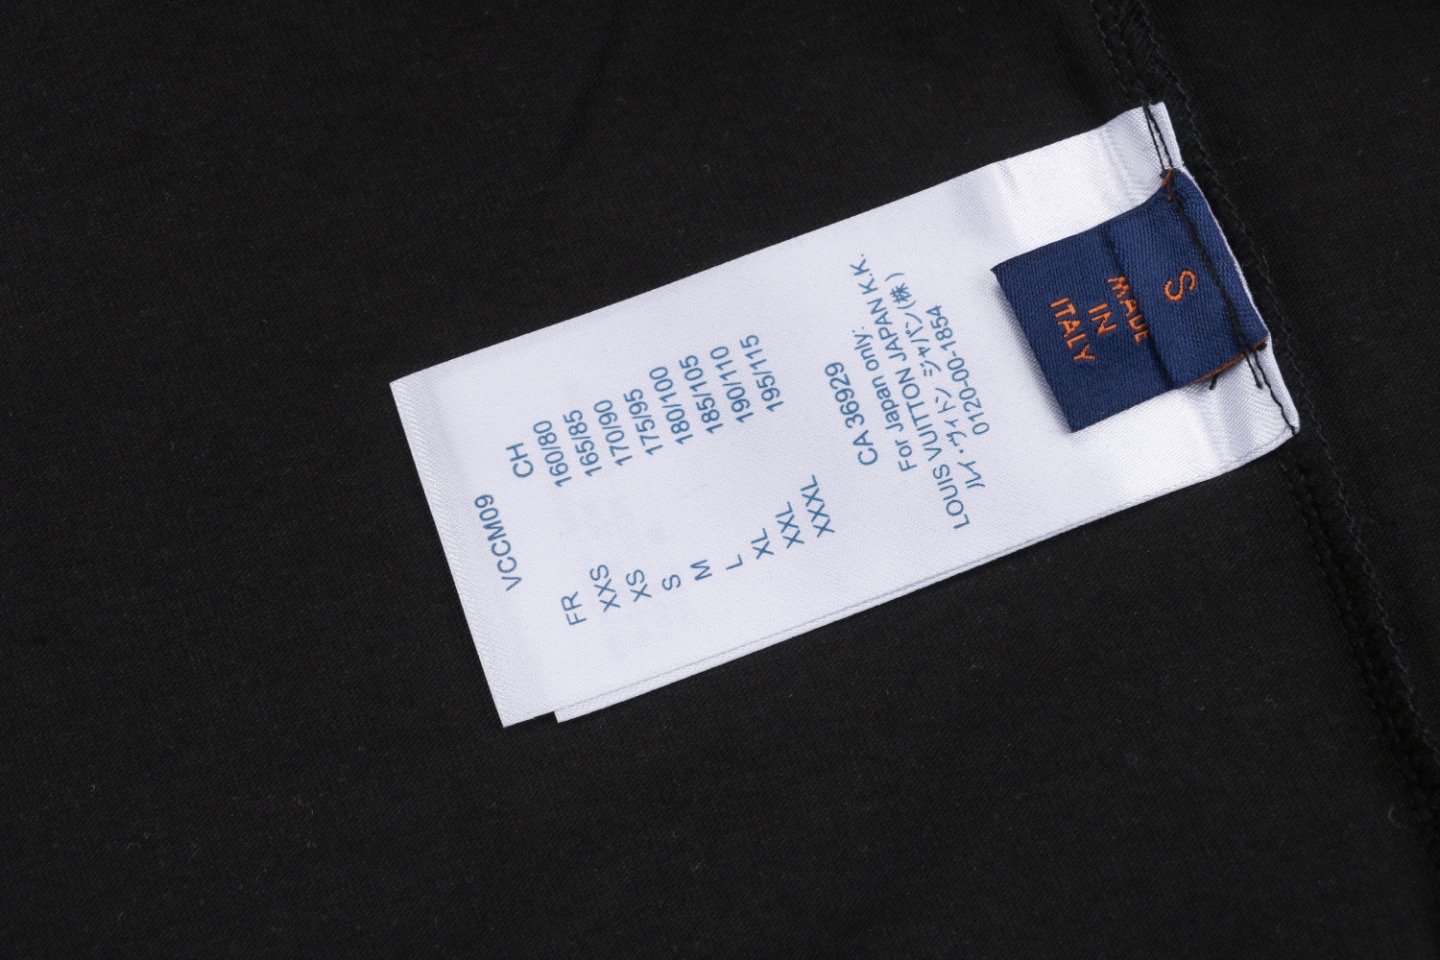 VCCM09
FR CH
XXS 160/80
XS 165/85
S 170/90
M 175/95
L 180/100
XL 185/105
XXL 190/110
XXXL 195/115
CA 36929
For Japan only:
LOUIS VUITTON JAPAN K.K.
ルイ・ヴィトン ジャパン(株)
0120-00-1854
S
MADE
IN
ITALY